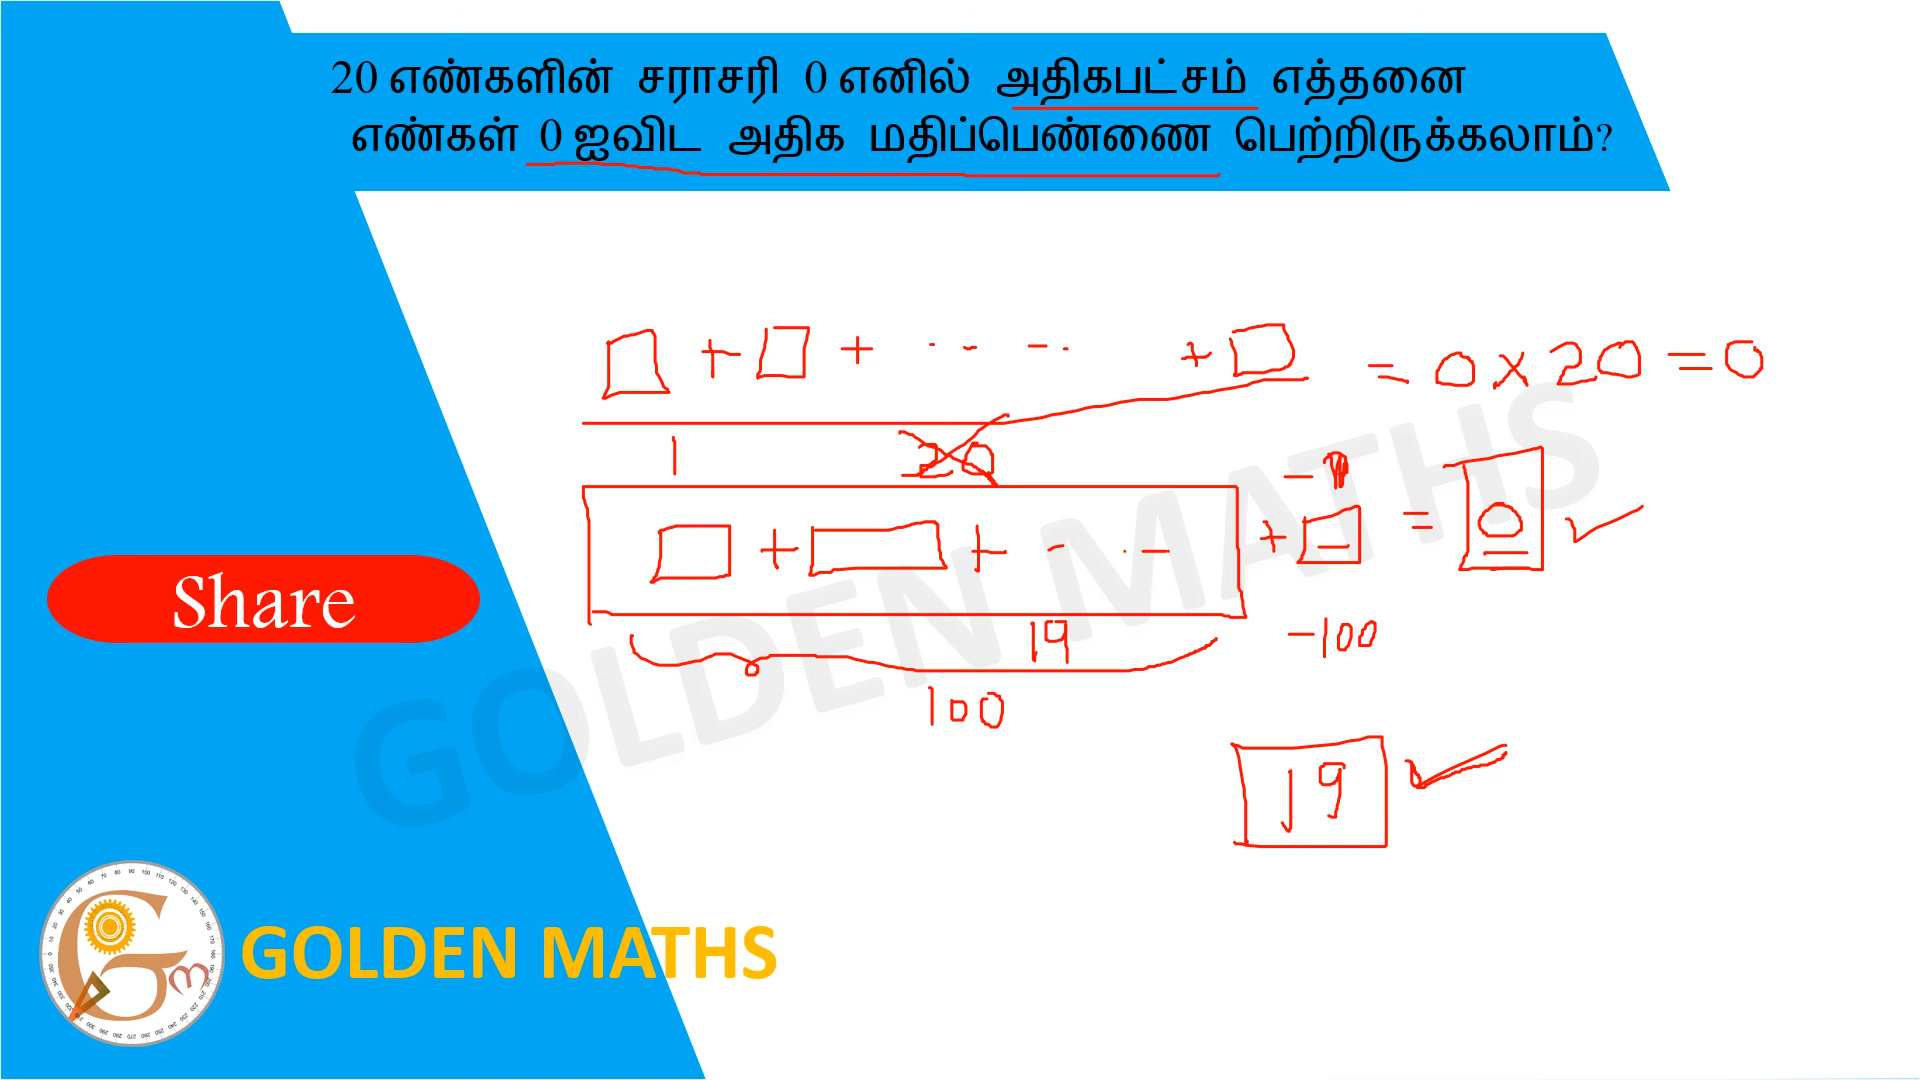 20 எண்களின் சராசரி 0 எனில் அதிகபட்சம் எத்தனை
எண்கள் 0 ஐவிட அதிக மதிப்பெண்ணை பெற்றிருக்கலாம்?
□ + □ + ..... + □ = 0 x 20 = 0
1 20
□ + □ + ..... + □ = 0
19 -100
100
19
Share
GOLDEN MATHS
GOLDEN MATHS